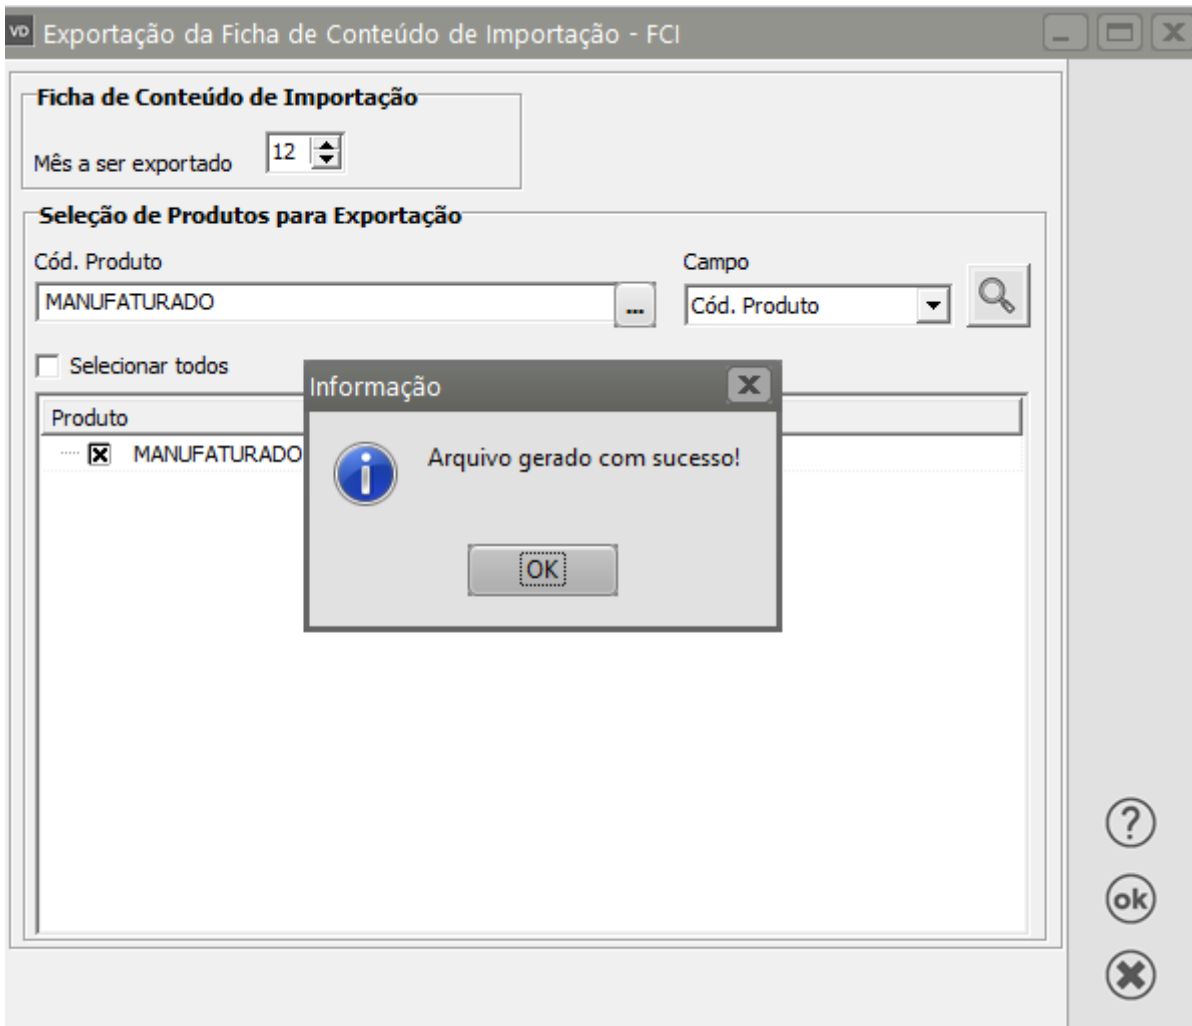 VD Exportação da Ficha de Conteúdo de Importação - FCI
Ficha de Conteúdo de Importação
Mês a ser exportado 12
Seleção de Produtos para Exportação
Cód. Produto Campo
MANUFATURADO ... Cód. Produto
Selecionar todos
Informação
Produto
MANUFATURADO
Arquivo gerado com sucesso!
OK
?
ok